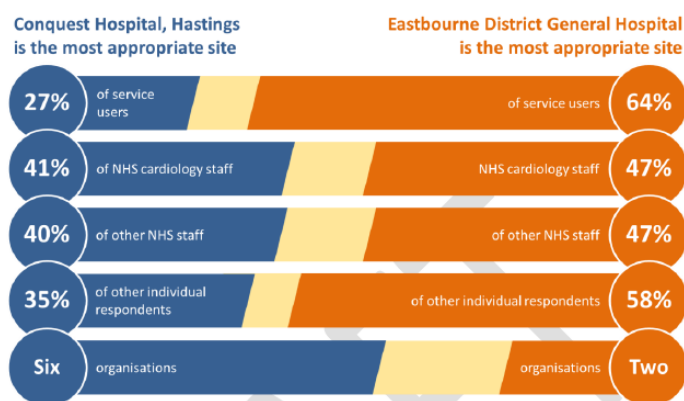 Conquest Hospital, Hastings
is the most appropriate site
Eastbourne District General Hospital
is the most appropriate site
27%
of service
users
of service users
64%
41%
of NHS cardiology staff
NHS cardiology staff
47%
40%
of other NHS staff
of other NHS staff
47%
35%
of other individual
respondents
of other individual respondents
58%
Six
organisations
organisations
Two